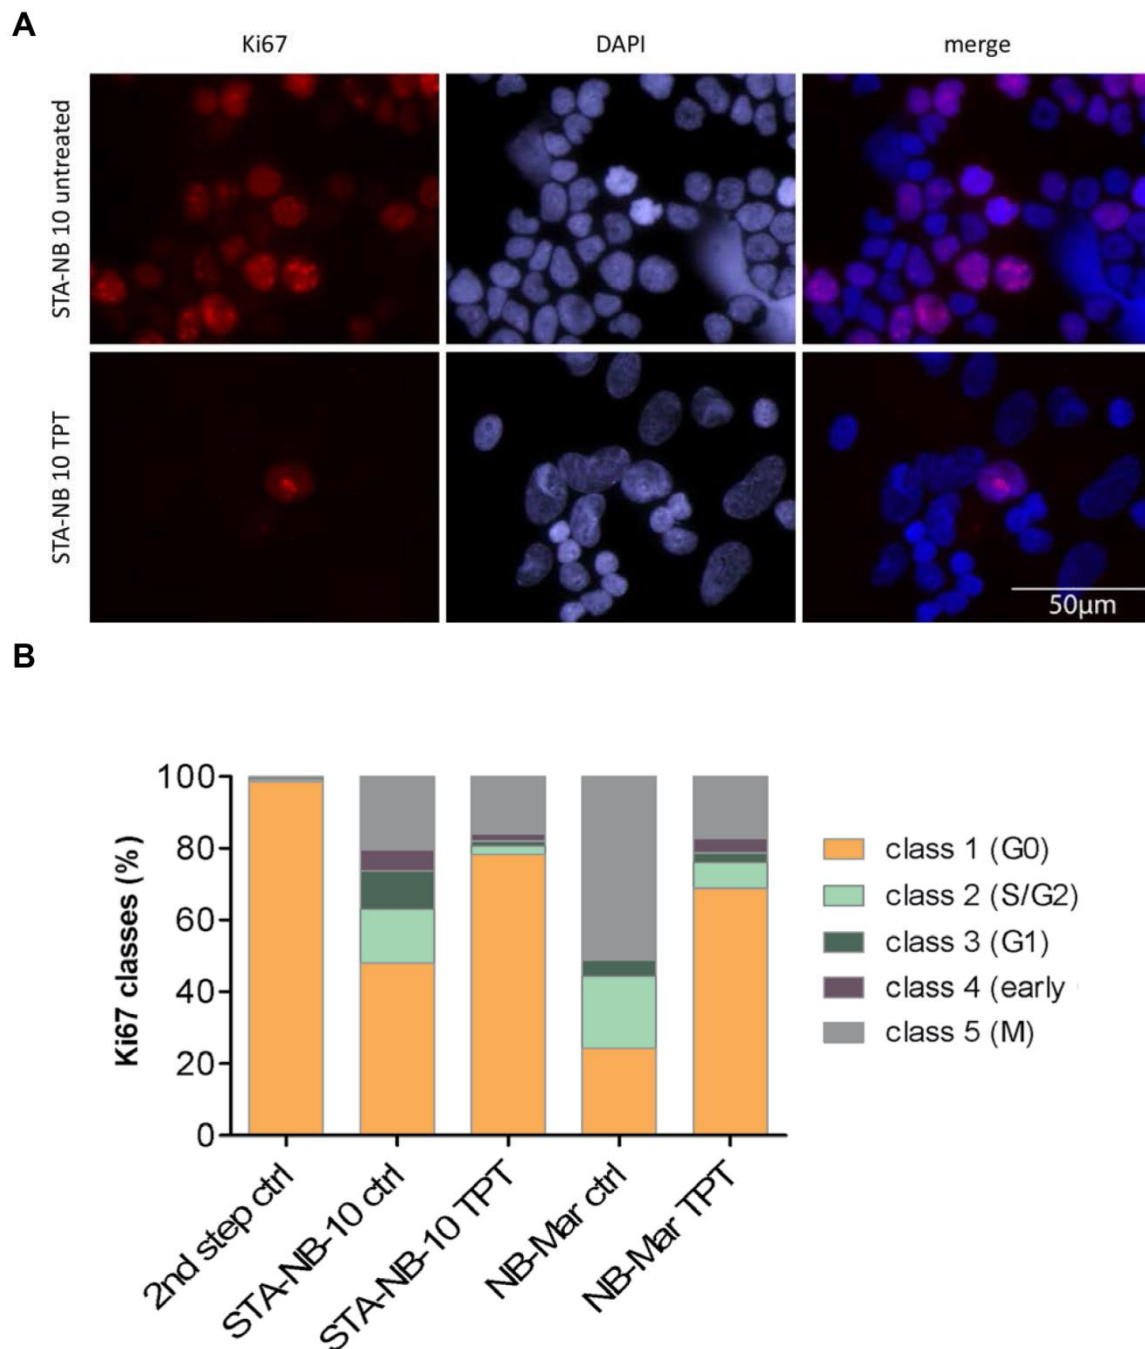 A
Ki67 DAPI merge
STA-NB 10 untreated
STA-NB 10 TPT
50µm
B
Ki67 classes (%)
100
80
60
40
20
0
2nd step ctrl
STA-NB-10 ctrl
STA-NB-10 TPT
NB-Mar ctrl
NB-Mar TPT
class 1 (G0)
class 2 (S/G2)
class 3 (G1)
class 4 (early
class 5 (M)